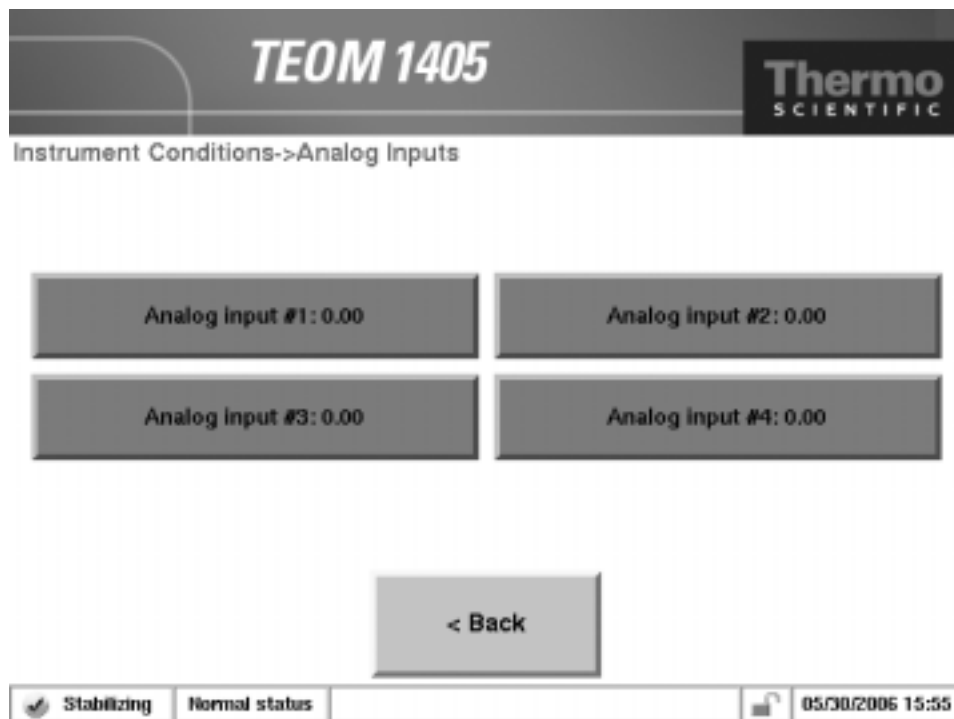 TEOM 1405
Thermo
SCIENTIFIC
Instrument Conditions->Analog Inputs
Analog input #1: 0.00
Analog input #2: 0.00
Analog input #3: 0.00
Analog input #4: 0.00
< Back
Stabilizing
Normal status
05/30/2006 15:55